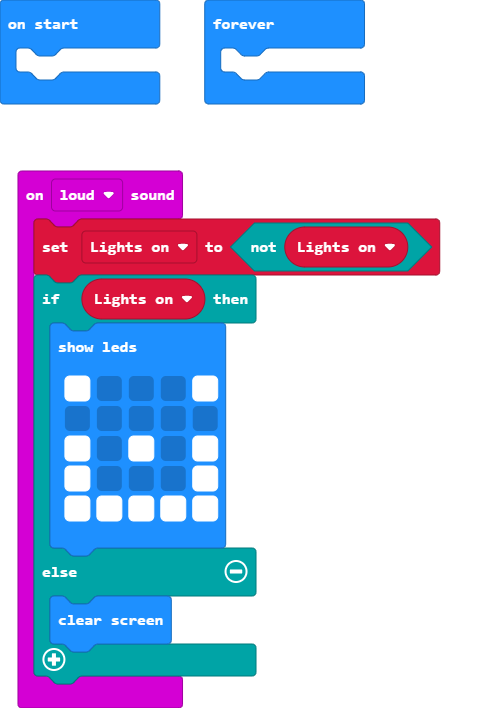 on start
forever
on loud sound
set Lights on to not Lights on
if Lights on then
show leds
else
clear screen